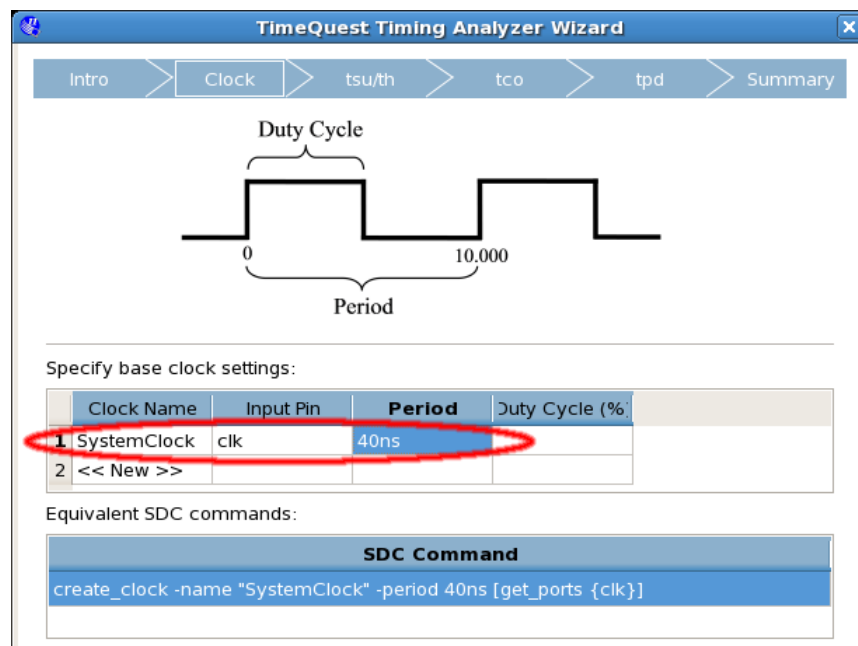 TimeQuest Timing Analyzer Wizard
Intro Clock tsu/th tco tpd Summary
Duty Cycle
0 10.000
Period
Specify base clock settings:
Clock Name Input Pin Period Duty Cycle (%)
1 SystemClock clk 40ns
2 << New >>
Equivalent SDC commands:
SDC Command
create_clock -name "SystemClock" -period 40ns [get_ports {clk}]